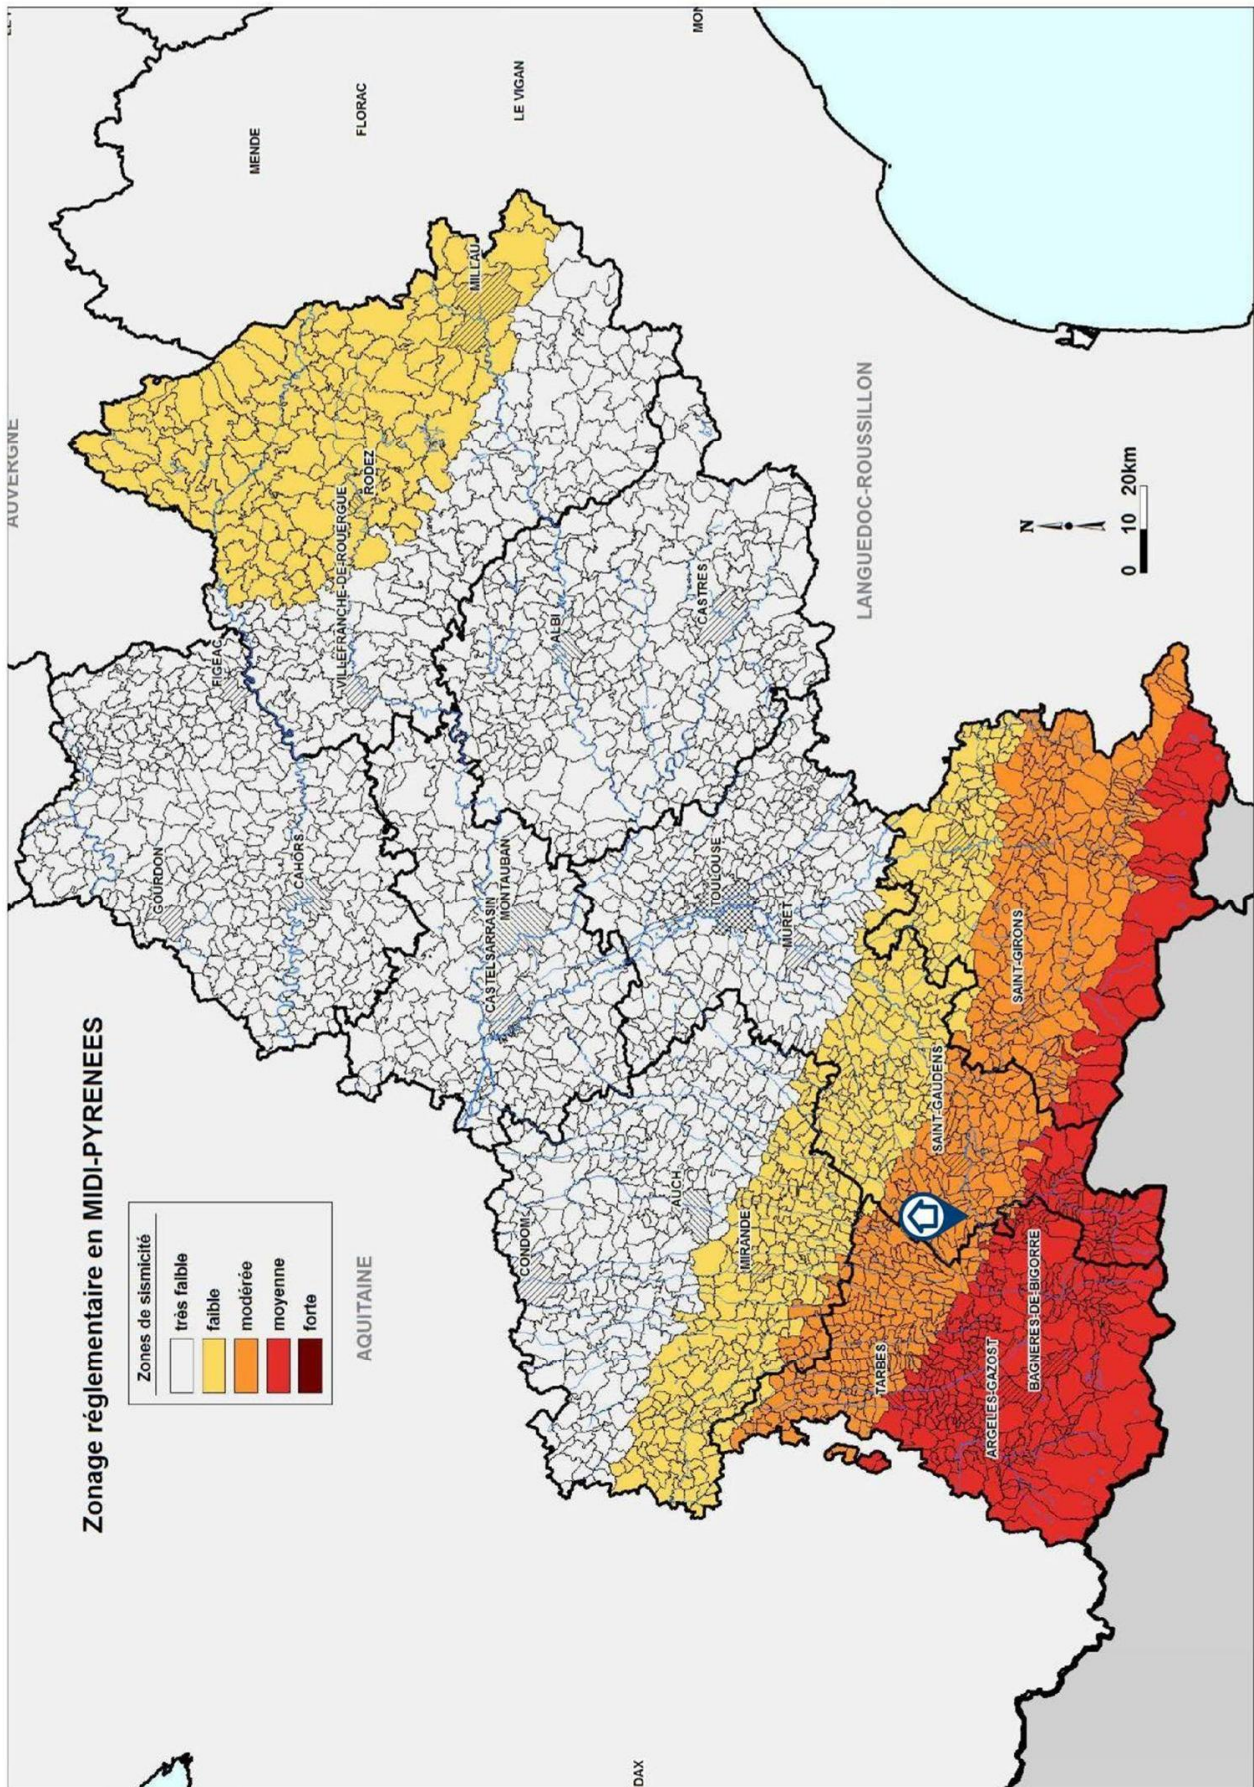 Zonage réglementaire en MIDI-PYRENEES
Zones de sismicité
très faible
faible
modérée
moyenne
forte
AUVERGNE
AQUITAINE
LANGUEDOC-ROUSSILLON
MENDE
FLORAC
LE VIGAN
MON
GOURDON
FIGEAC
CAHORS
VILLEFRANCHE-DE-ROUERGUE
RODEZ
MILLAU
CASTELSARRASIN
MONTAUBAN
CONDOM
ALBI
AUCH
CASTRES
TOULOUSE
MIRANDE
MURET
TARBES
SAINT-GAUDENS
SAINT-GIRONS
ARGELES-GAZOST
BAGNERES-DE-BIGORRE
DAX
N
0 10 20km